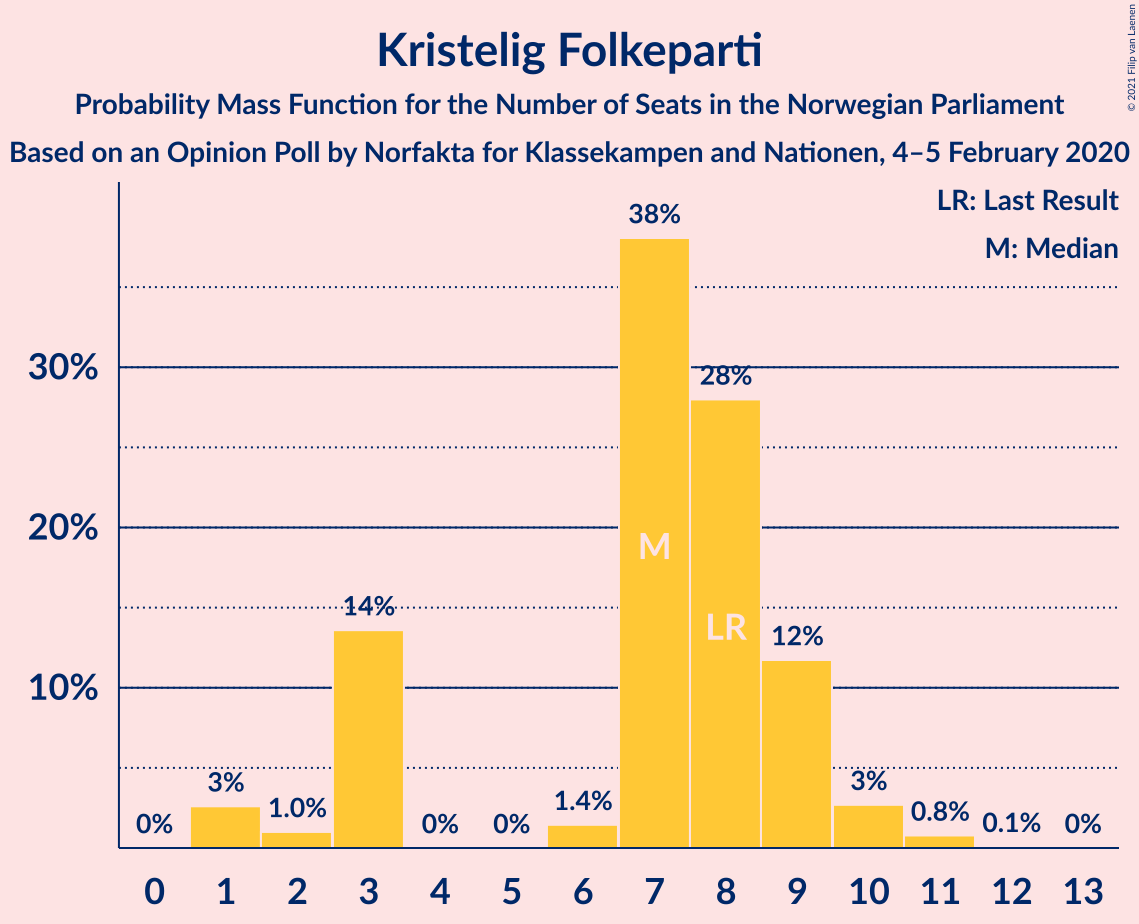 Kristelig Folkeparti
Probability Mass Function for the Number of Seats in the Norwegian Parliament
Based on an Opinion Poll by Norfakta for Klassekampen and Nationen, 4–5 February 2020
© 2021 Filip van Laenen
LR: Last Result
M: Median
38%
30%
28%
20%
M
14%
LR
12%
10%
3%
3%
1.0%
1.4%
0.8%
0%
0%
0%
0.1%
0%
0 1 2 3 4 5 6 7 8 9 10 11 12 13